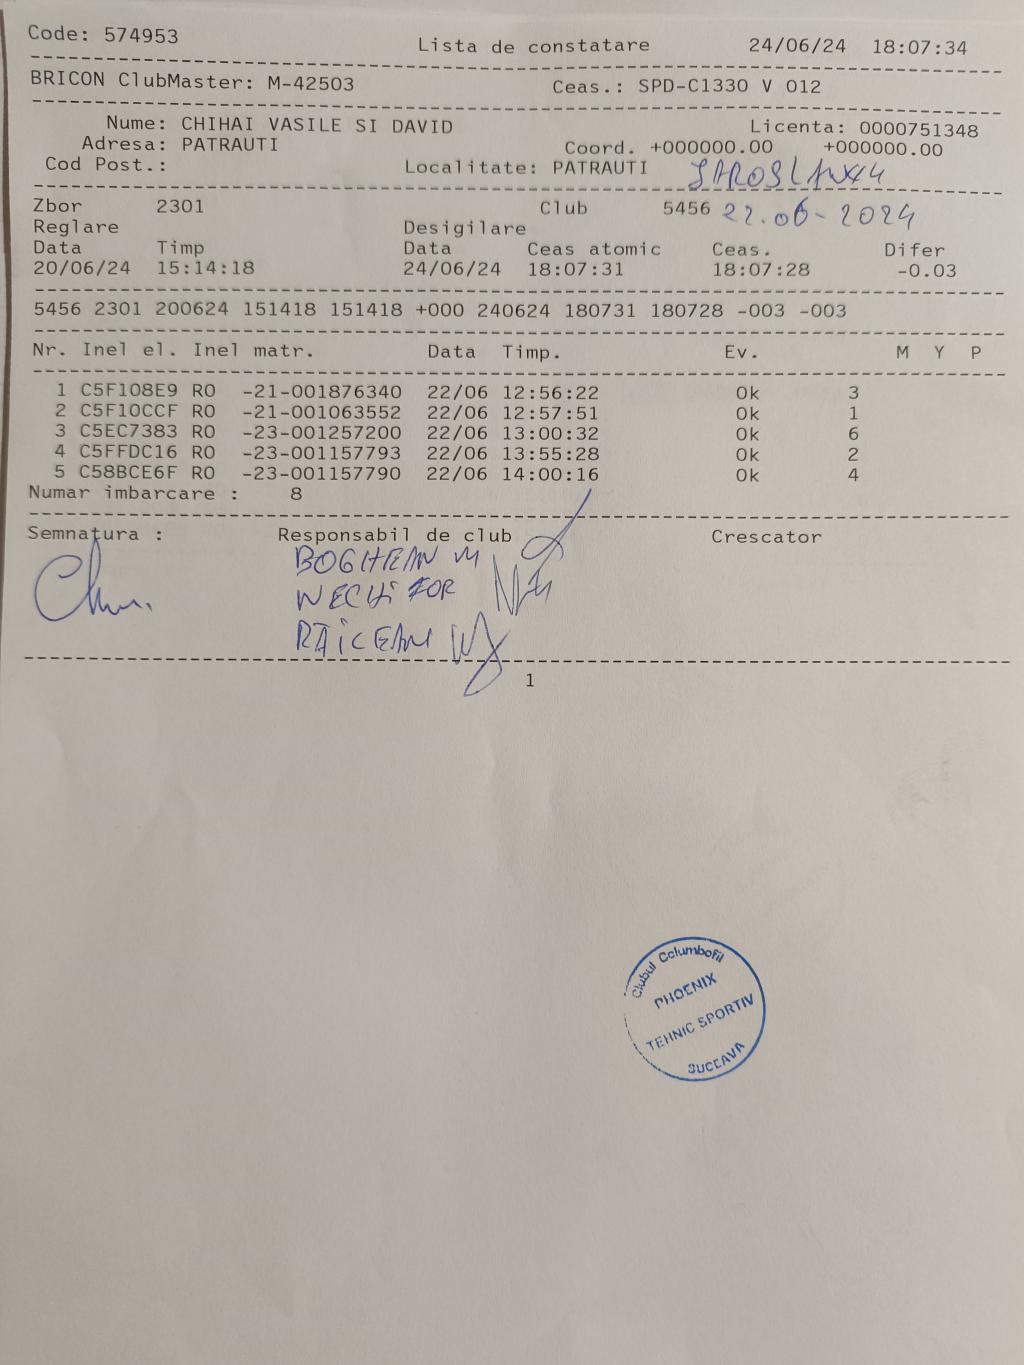 Code: 574953 Lista de constatare 24/06/24 18:07:34
BRICON ClubMaster: M-42503 Ceas.: SPD-C1330 V 012
Nume: CHIHAI VASILE SI DAVID Licenta: 0000751348
Adresa: PATRAUTI Coord. +000000.00 +000000.00
Cod Post.: Localitate: PATRAUTI
Zbor 2301 Club 5456 22.06-2024
Reglare Desigilare
Data Timp Data Ceas atomic Ceas. Difer
20/06/24 15:14:18 24/06/24 18:07:31 18:07:28 -0.03
5456 2301 200624 151418 151418 +000 240624 180731 180728 -003 -003
Nr. Inel el. Inel matr. Data Timp. Ev. M Y P
1 C5F108E9 RO -21-001876340 22/06 12:56:22 Ok 3
2 C5F10CCF RO -21-001063552 22/06 12:57:51 Ok 1
3 C5EC7383 RO -23-001257200 22/06 13:00:32 Ok 6
4 C5FFDC16 RO -23-001157793 22/06 13:55:28 Ok 2
5 C58BCE6F RO -23-001157790 22/06 14:00:16 Ok 4
Numar imbarcare : 8
Semnatura : Responsabil de club Crescator
BOGHEAN M
NECHIFOR
RAICEAN
1
Clubul Columbofil
PHOENIX
TEHNIC SPORTIV
SUCEAVA